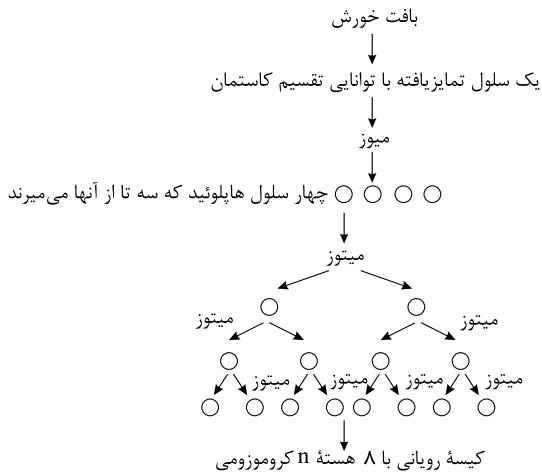 بافت خورش
یک سلول تمایزیافته با توانایی تقسیم کاستمان
میوز
چهار سلول هاپلوئید که سه تا از آنها می‌میرند
میتوز
میتوز
میتوز
میتوز
میتوز
میتوز
میتوز
کیسهٔ رویانی با ۸ هستهٔ n کروموزومی